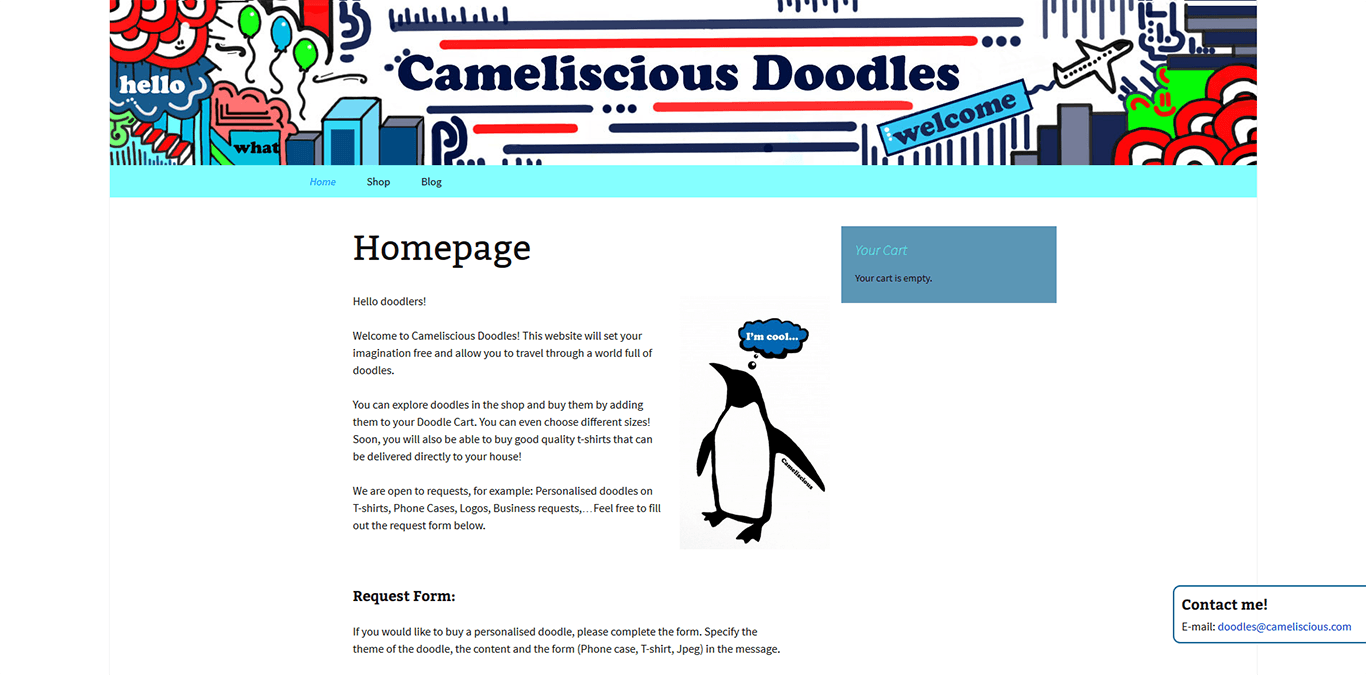 Cameliscious Doodles
hello
welcome
what
Home Shop Blog
Homepage
Your Cart
Your cart is empty.
Hello doodlers!
Welcome to Cameliscious Doodles! This website will set your
imagination free and allow you to travel through a world full of
doodles.
You can explore doodles in the shop and buy them by adding
them to your Doodle Cart. You can even choose different sizes!
Soon, you will also be able to buy good quality t-shirts that can
be delivered directly to your house!
We are open to requests, for example: Personalised doodles on
T-shirts, Phone Cases, Logos, Business requests,…Feel free to fill
out the request form below.
I'm cool...
Cameliscious
Request Form:
If you would like to buy a personalised doodle, please complete the form. Specify the
theme of the doodle, the content and the form (Phone case, T-shirt, Jpeg) in the message.
Contact me!
E-mail: doodles@cameliscious.com